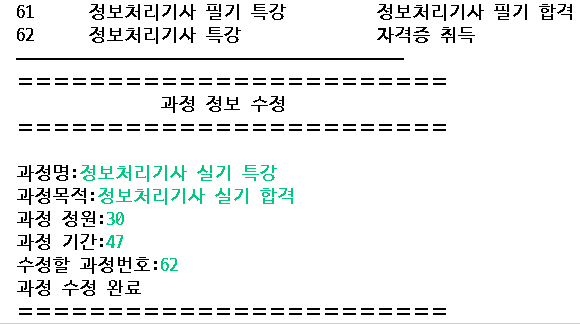 61 정보처리기사 필기 특강 정보처리기사 필기 합격
62 정보처리기사 특강 자격증 취득
────────────────────────
========================
과정 정보 수정
========================
과정명:정보처리기사 실기 특강
과정목적:정보처리기사 실기 합격
과정 정원:30
과정 기간:47
수정할 과정번호:62
과정 수정 완료
========================